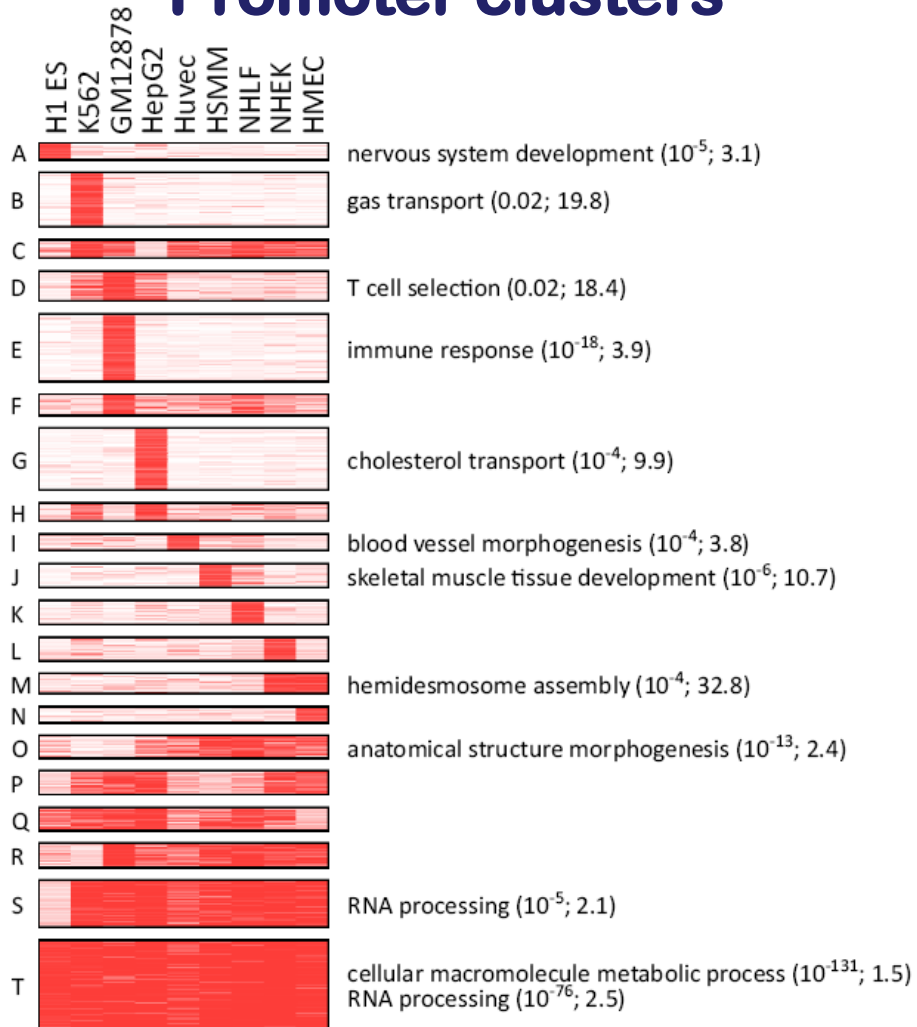 Promoter clusters
H1 ES
K562
GM12878
HepG2
Huvec
HSMM
NHLF
NHEK
HMEC
A nervous system development (10⁻⁵; 3.1)
B gas transport (0.02; 19.8)
C
D T cell selection (0.02; 18.4)
E immune response (10⁻¹⁸; 3.9)
F
G cholesterol transport (10⁻⁴; 9.9)
H
I blood vessel morphogenesis (10⁻⁴; 3.8)
J skeletal muscle tissue development (10⁻⁶; 10.7)
K
L
M hemidesmosome assembly (10⁻⁴; 32.8)
N
O anatomical structure morphogenesis (10⁻¹³; 2.4)
P
Q
R
S RNA processing (10⁻⁵; 2.1)
T cellular macromolecule metabolic process (10⁻¹³¹; 1.5)
RNA processing (10⁻⁷⁶; 2.5)